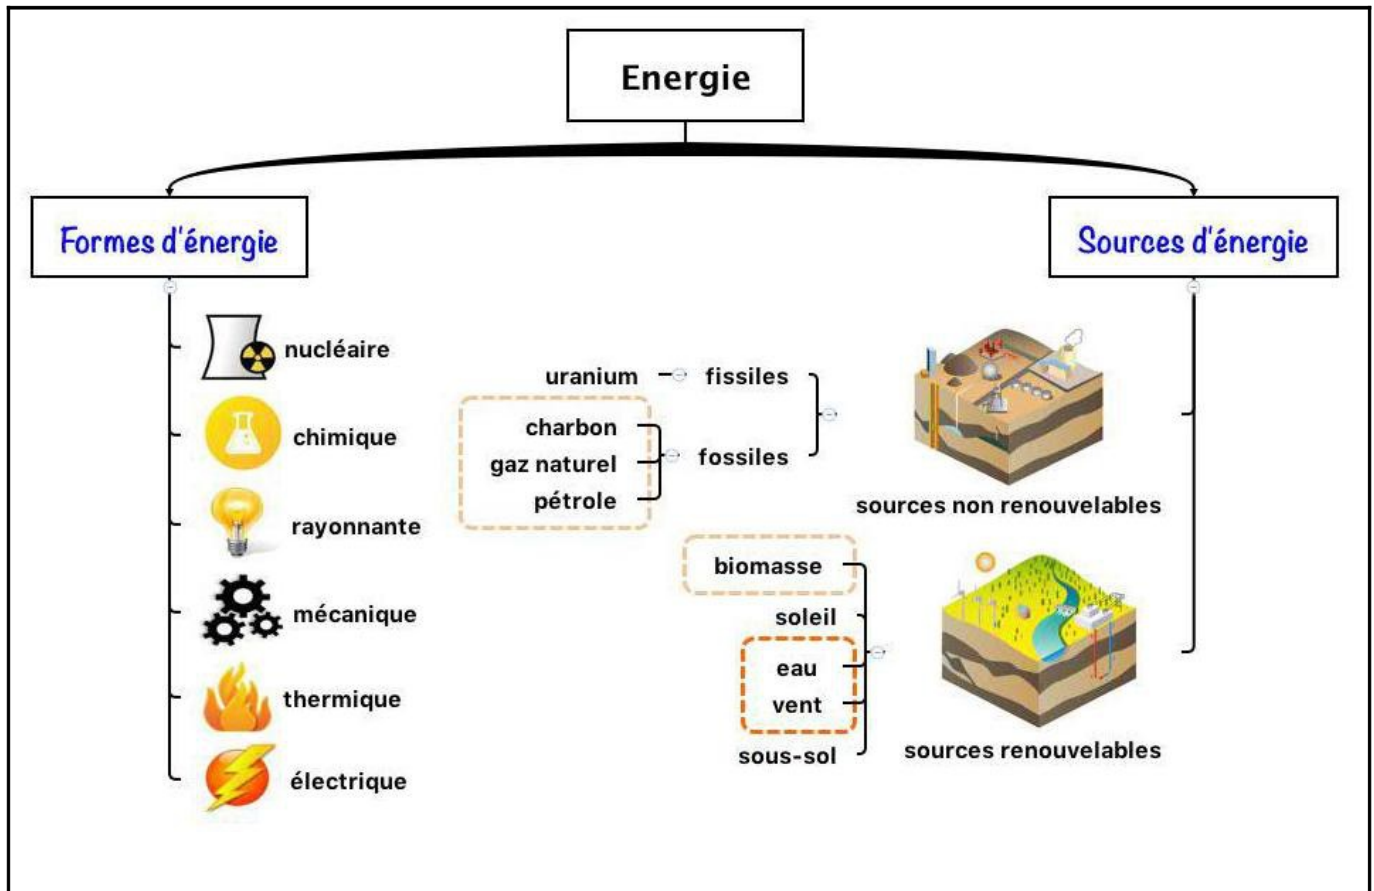 Energie
Formes d'énergie
Sources d'énergie
nucléaire
chimique
rayonnante
mécanique
thermique
électrique
uranium
fissiles
charbon
gaz naturel
pétrole
fossiles
sources non renouvelables
biomasse
soleil
eau
vent
sous-sol
sources renouvelables